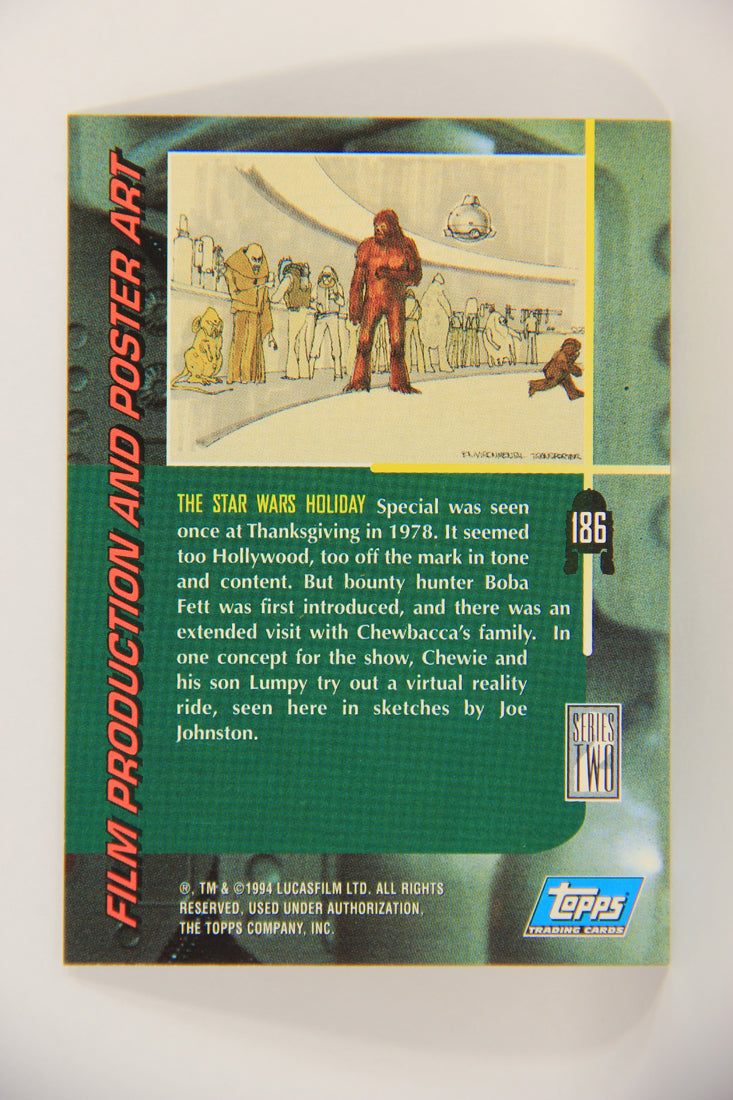 FILM PRODUCTION AND POSTER ART
ENVIRONMENTAL TRANSPORTER
THE STAR WARS HOLIDAY Special was seen
once at Thanksgiving in 1978. It seemed
too Hollywood, too off the mark in tone
and content. But bounty hunter Boba
Fett was first introduced, and there was an
extended visit with Chewbacca's family. In
one concept for the show, Chewie and
his son Lumpy try out a virtual reality
ride, seen here in sketches by Joe
Johnston.
186
SERIES
TWO
®, TM & ©1994 LUCASFILM LTD. ALL RIGHTS
RESERVED, USED UNDER AUTHORIZATION,
THE TOPPS COMPANY, INC.
topps
TRADING CARDS